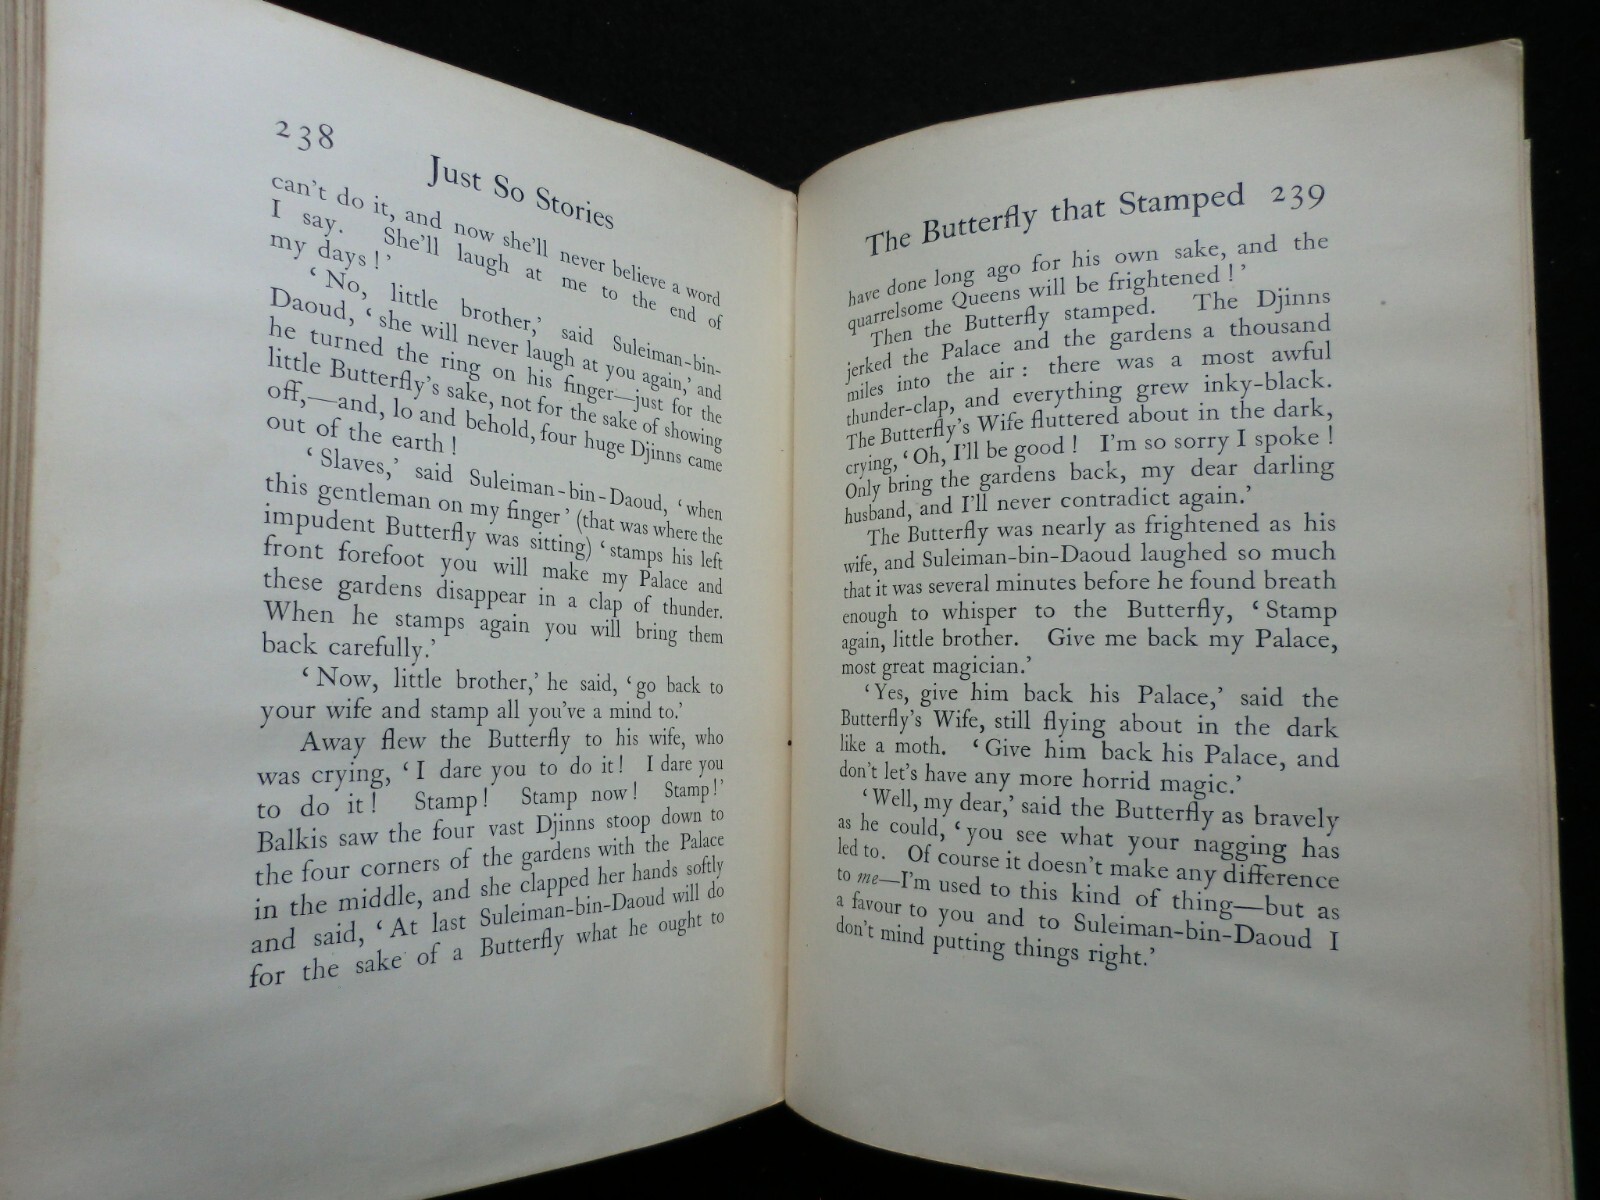 238
Just So Stories
can't do it, and now she'll never believe a word
I say. She'll laugh at me to the end of
my days!'
'No, little brother,' said Suleiman-bin-
Daoud, 'she will never laugh at you again,' and
he turned the ring on his finger—just for the
little Butterfly's sake, not for the sake of showing
off,—and, lo and behold, four huge Djinns came
out of the earth!
'Slaves,' said Suleiman-bin-Daoud, 'when
this gentleman on my finger' (that was where the
impudent Butterfly was sitting) 'stamps his left
front forefoot you will make my Palace and
these gardens disappear in a clap of thunder.
When he stamps again you will bring them
back carefully.'
'Now, little brother,' he said, 'go back to
your wife and stamp all you've a mind to.'
Away flew the Butterfly to his wife, who
was crying, 'I dare you to do it! I dare you
to do it! Stamp! Stamp now! Stamp!'
Balkis saw the four vast Djinns stoop down to
the four corners of the gardens with the Palace
in the middle, and she clapped her hands softly
and said, 'At last Suleiman-bin-Daoud will do
for the sake of a Butterfly what he ought to
The Butterfly that Stamped 239
have done long ago for his own sake, and the
quarrelsome Queens will be frightened!'
Then the Butterfly stamped. The Djinns
jerked the Palace and the gardens a thousand
miles into the air: there was a most awful
thunder-clap, and everything grew inky-black.
The Butterfly's Wife fluttered about in the dark,
crying, 'Oh, I'll be good! I'm so sorry I spoke!
Only bring the gardens back, my dear darling
husband, and I'll never contradict again.'
The Butterfly was nearly as frightened as his
wife, and Suleiman-bin-Daoud laughed so much
that it was several minutes before he found breath
enough to whisper to the Butterfly, 'Stamp
again, little brother. Give me back my Palace,
most great magician.'
'Yes, give him back his Palace,' said the
Butterfly's Wife, still flying about in the dark
like a moth. 'Give him back his Palace, and
don't let's have any more horrid magic.'
'Well, my dear,' said the Butterfly as bravely
as he could, 'you see what your nagging has
led to. Of course it doesn't make any difference
to me—I'm used to this kind of thing—but as
a favour to you and to Suleiman-bin-Daoud I
don't mind putting things right.'